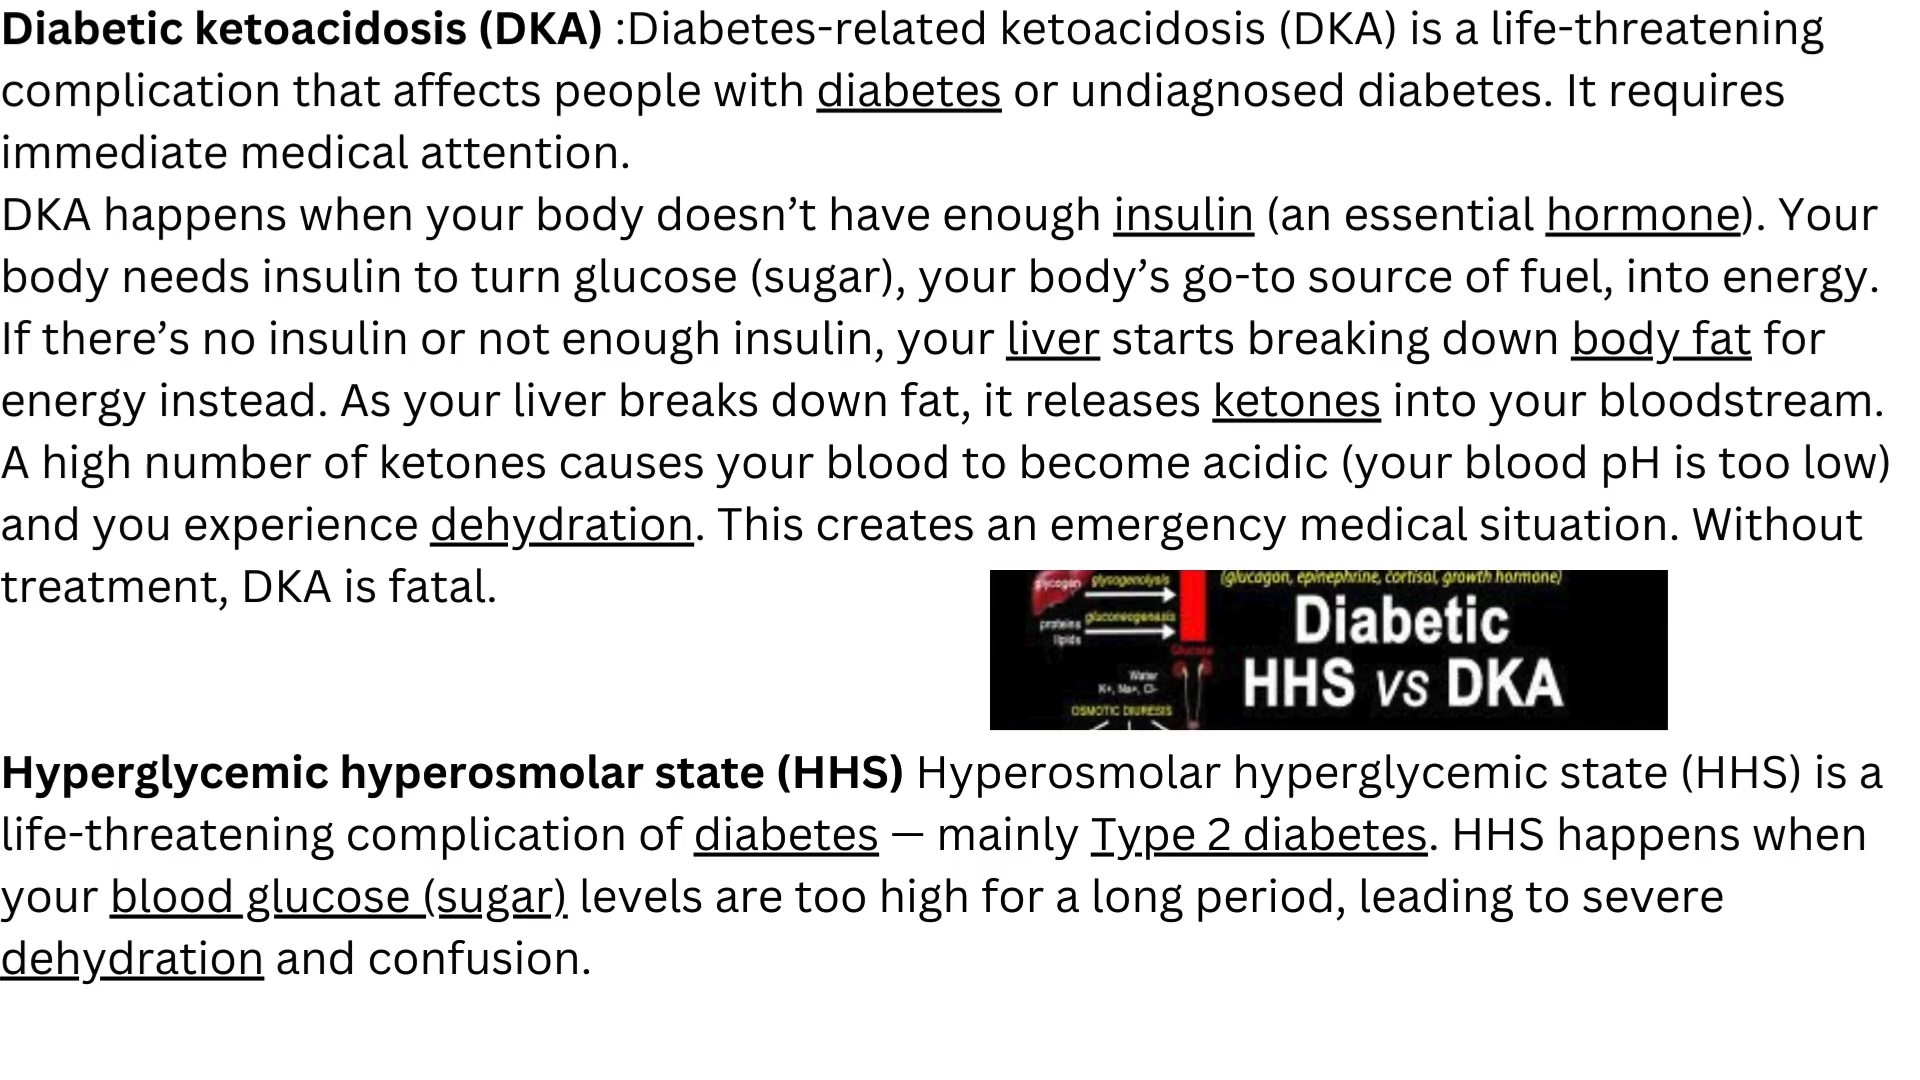 Diabetic ketoacidosis (DKA) :Diabetes-related ketoacidosis (DKA) is a life-threatening
complication that affects people with diabetes or undiagnosed diabetes. It requires
immediate medical attention.
DKA happens when your body doesn’t have enough insulin (an essential hormone). Your
body needs insulin to turn glucose (sugar), your body’s go-to source of fuel, into energy.
If there’s no insulin or not enough insulin, your liver starts breaking down body fat for
energy instead. As your liver breaks down fat, it releases ketones into your bloodstream.
A high number of ketones causes your blood to become acidic (your blood pH is too low)
and you experience dehydration. This creates an emergency medical situation. Without
treatment, DKA is fatal.
(glucagon, epinephrine, cortisol, growth hormone)
glycogen glysogenolysis
Diabetic
proteins gluconeogenesis
lipids
Glucose
HHS vs DKA
Water
K+, Na+, Cl-
OSMOTIC DIURESIS
Hyperglycemic hyperosmolar state (HHS) Hyperosmolar hyperglycemic state (HHS) is a
life-threatening complication of diabetes — mainly Type 2 diabetes. HHS happens when
your blood glucose (sugar) levels are too high for a long period, leading to severe
dehydration and confusion.